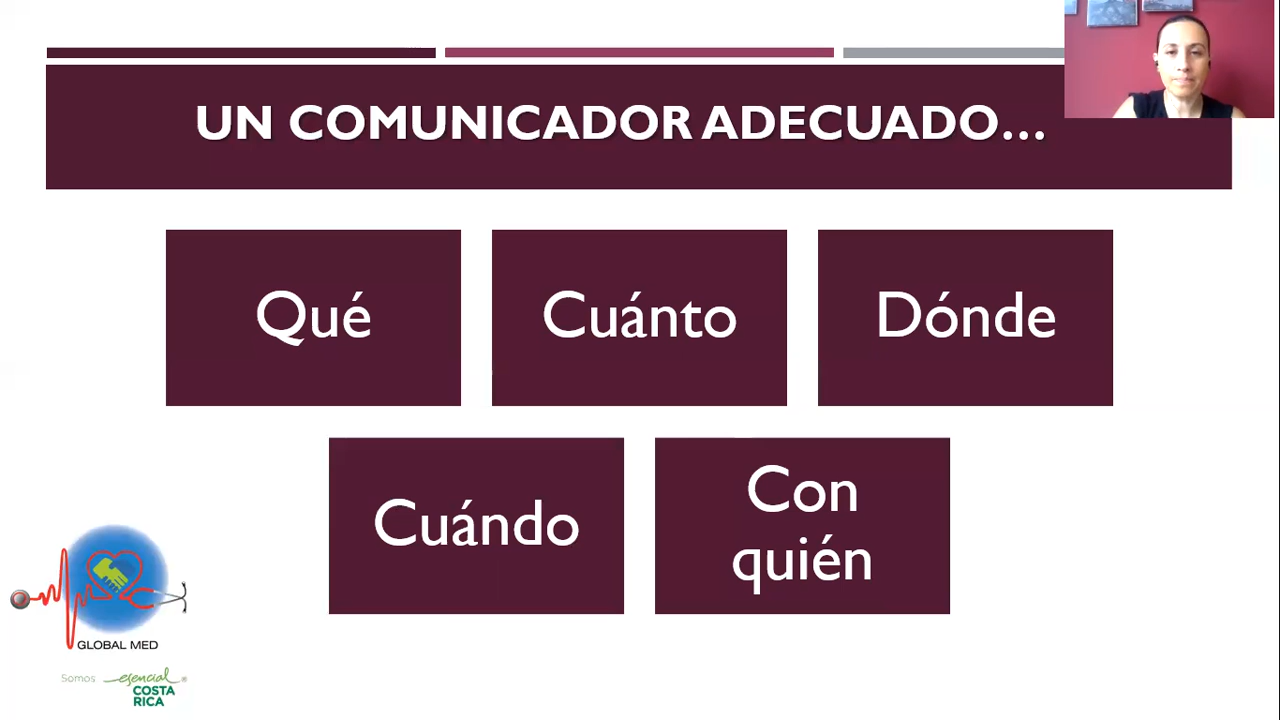 UN COMUNICADOR ADECUADO...
Qué
Cuánto
Dónde
Cuándo
Con
quién
GLOBAL MED
Somos esencial
COSTA
RICA